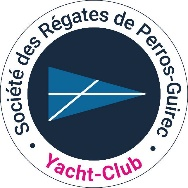 Société des Régates de Perros-Guirec
Yacht-Club